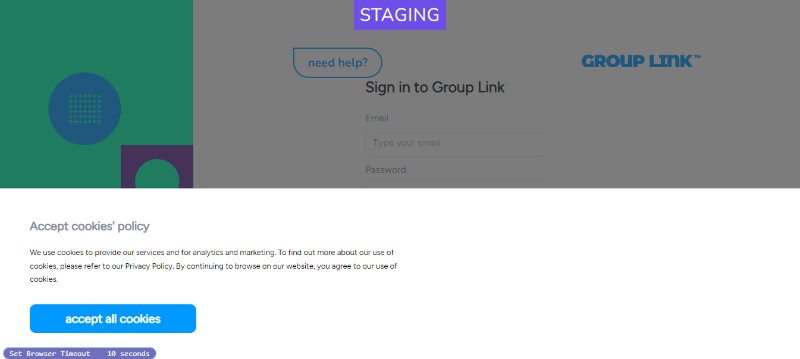 STAGING
need help?
GROUP LINK™
Sign in to Group Link
Email
Type your email
Password
Accept cookies' policy
We use cookies to provide our services and for analytics and marketing. To find out more about our use of
cookies, please refer to our Privacy Policy. By continuing to browse on our website, you agree to our use of
cookies.
accept all cookies
Set Browser Timeout 10 seconds